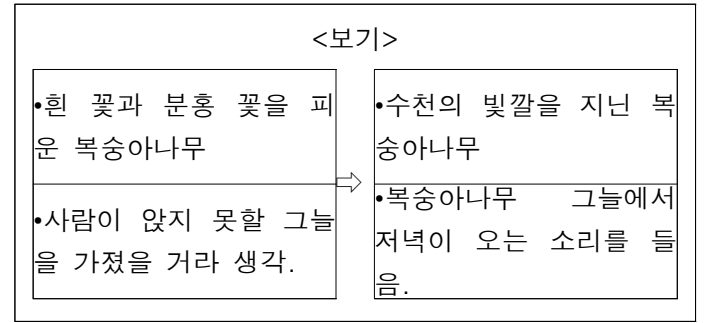 <보기>
•흰 꽃과 분홍 꽃을 피
운 복숭아나무
•사람이 앉지 못할 그늘
을 가졌을 거라 생각.
⇨
•수천의 빛깔을 지닌 복
숭아나무
•복숭아나무 그늘에서
저녁이 오는 소리를 들
음.